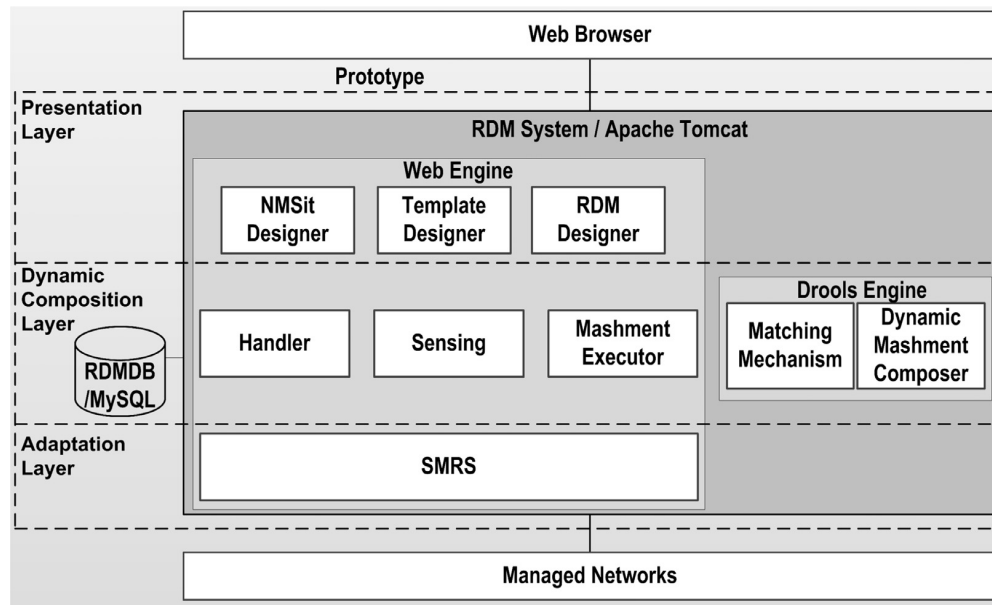 Web Browser
Prototype
Presentation
Layer
RDM System / Apache Tomcat
Web Engine
NMSit
Designer
Template
Designer
RDM
Designer
Dynamic
Composition
Layer
RDMDB
/MySQL
Handler
Sensing
Mashment
Executor
Drools Engine
Matching
Mechanism
Dynamic
Mashment
Composer
Adaptation
Layer
SMRS
Managed Networks